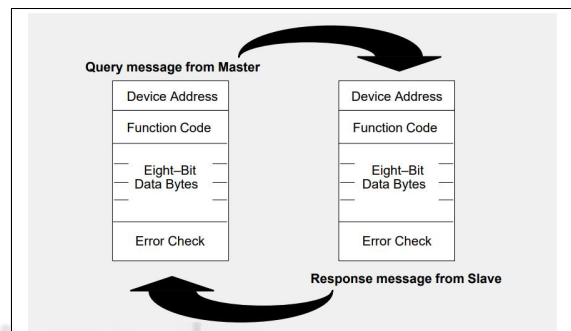 Query message from Master
Device Address
Function Code
Eight–Bit
Data Bytes
Error Check
Device Address
Function Code
Eight–Bit
Data Bytes
Error Check
Response message from Slave